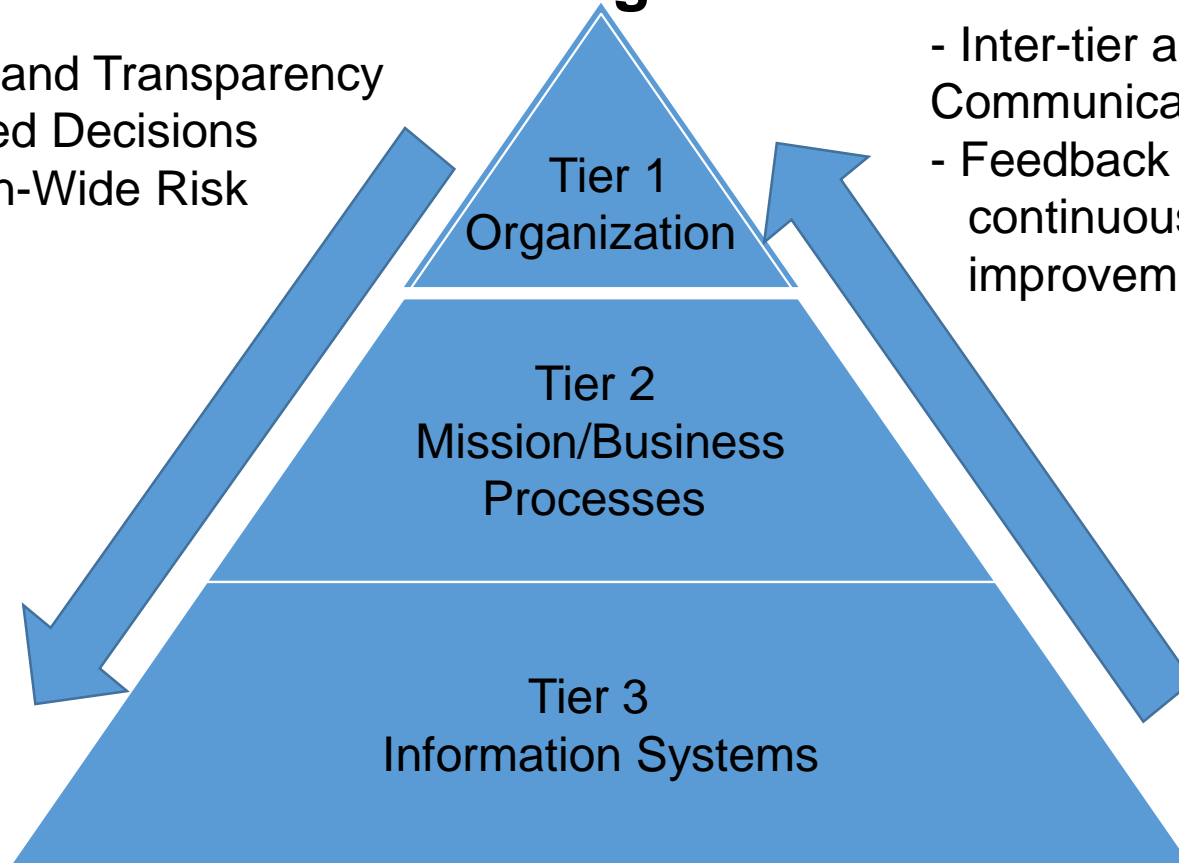 and Transparency
ed Decisions
n-Wide Risk
- Inter-tier a
Communica
- Feedback
continuous
improvem
Tier 1
Organization
Tier 2
Mission/Business
Processes
Tier 3
Information Systems